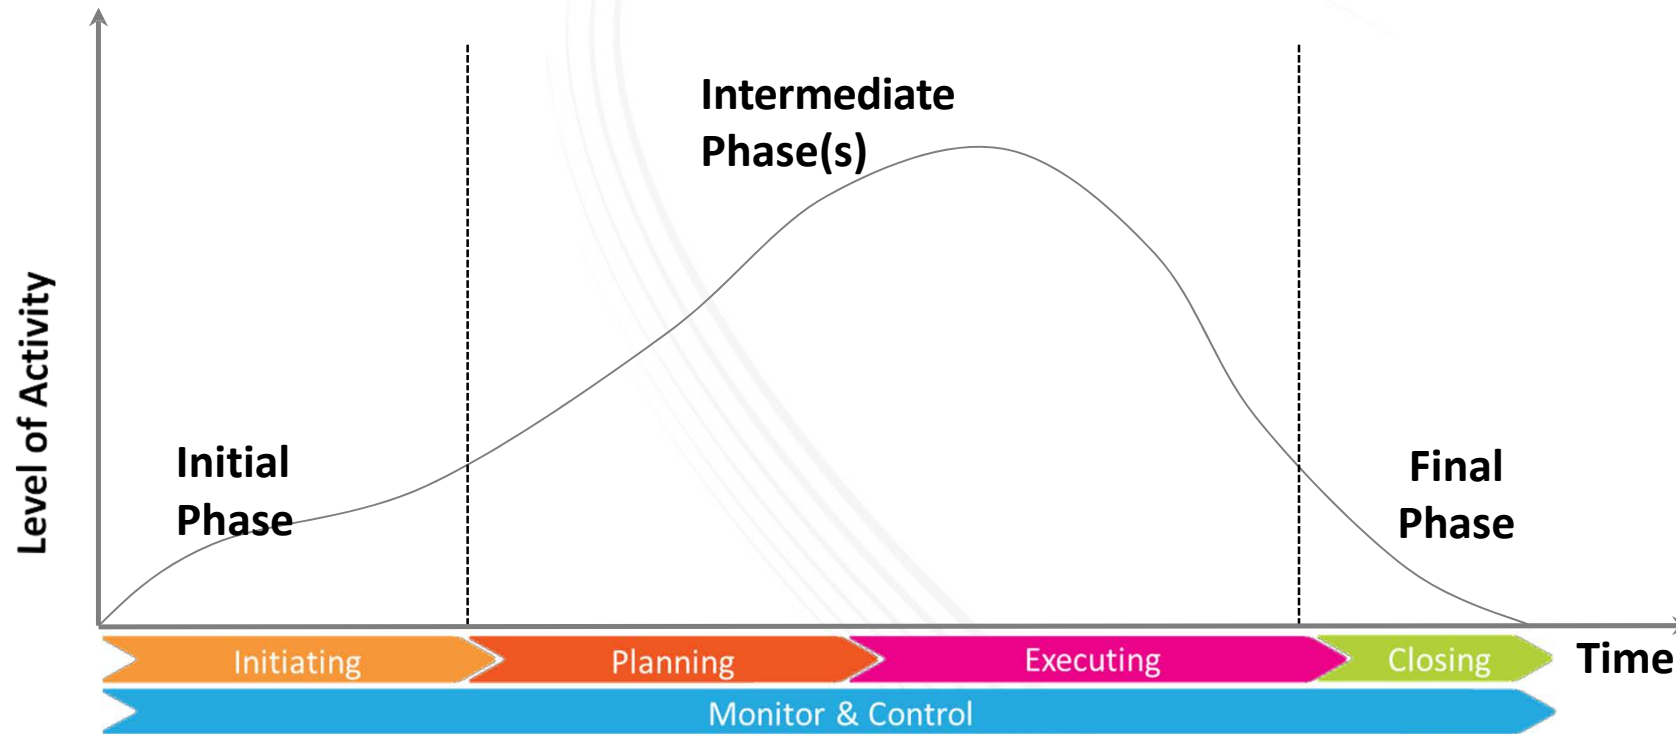 Intermediate
Phase(s)
Initial
Phase
Final
Phase
Level of Activity
Initiating
Planning
Executing
Closing
Time
Monitor & Control